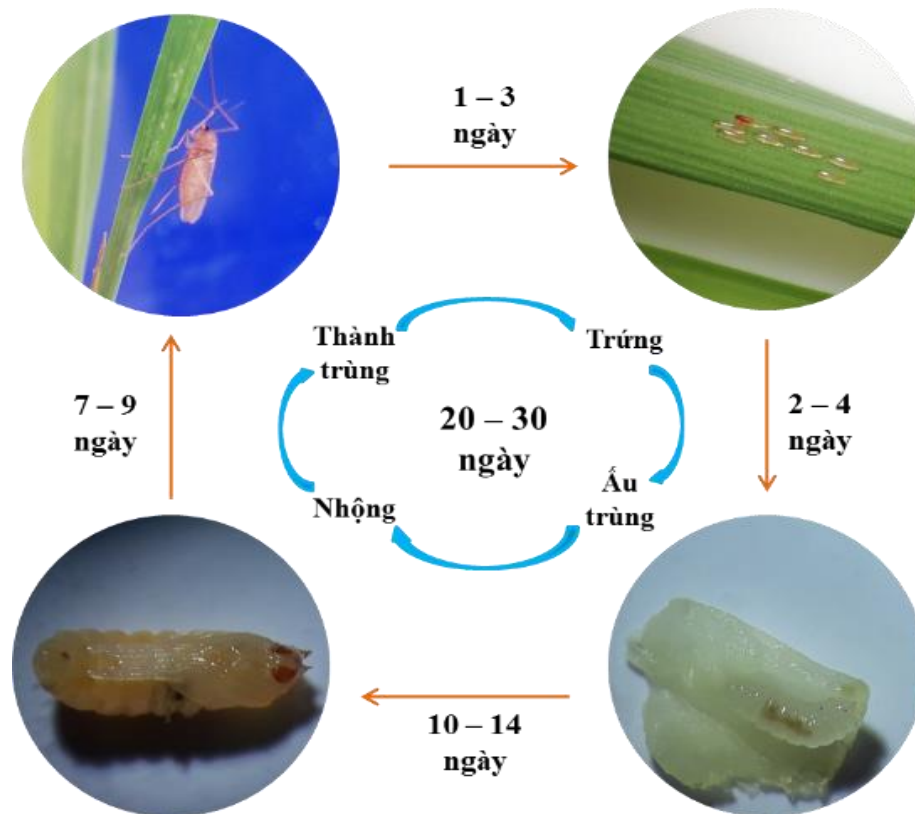 1 – 3
ngày
Thành
trùng
Trứng
7 – 9
ngày
20 – 30
ngày
2 – 4
ngày
Nhộng
Ấu
trùng
10 – 14
ngày